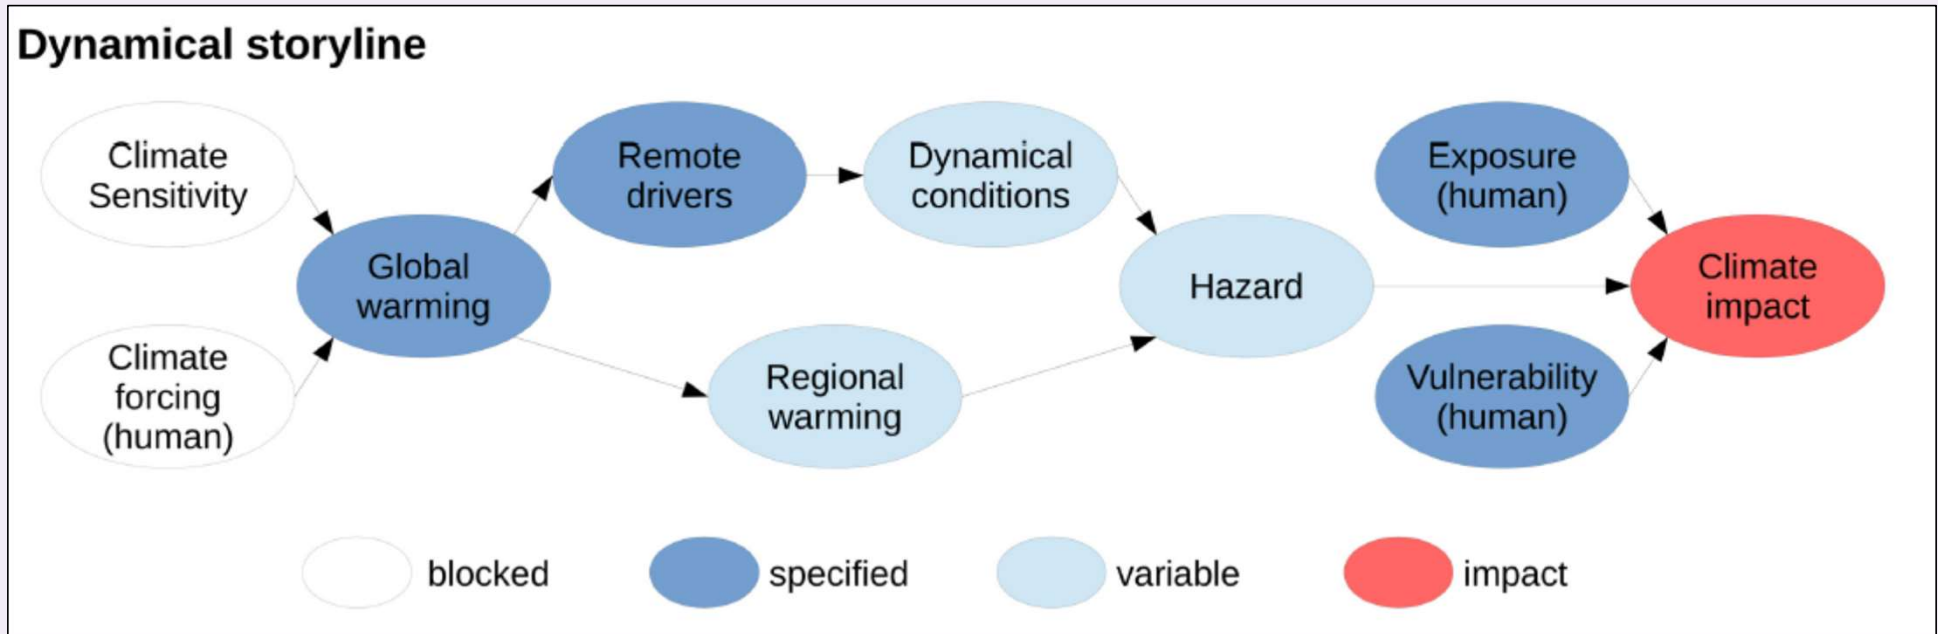 Dynamical storyline
Climate
Sensitivity
Climate
forcing
(human)
Global
warming
Remote
drivers
Dynamical
conditions
Regional
warming
Hazard
Exposure
(human)
Vulnerability
(human)
Climate
impact
blocked
specified
variable
impact